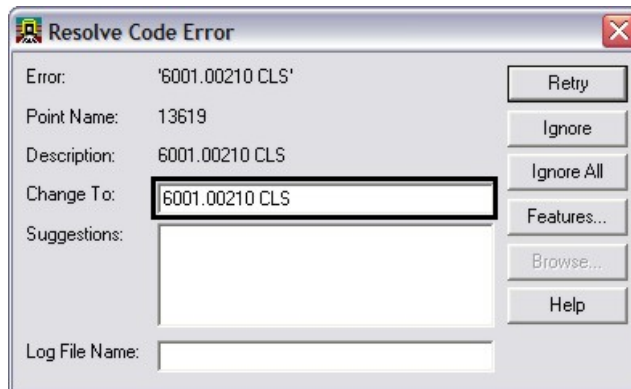 Resolve Code Error
Error: '6001.00210 CLS'
Point Name: 13619
Description: 6001.00210 CLS
Change To: 6001.00210 CLS
Suggestions:
Log File Name:
Retry
Ignore
Ignore All
Features...
Browse...
Help